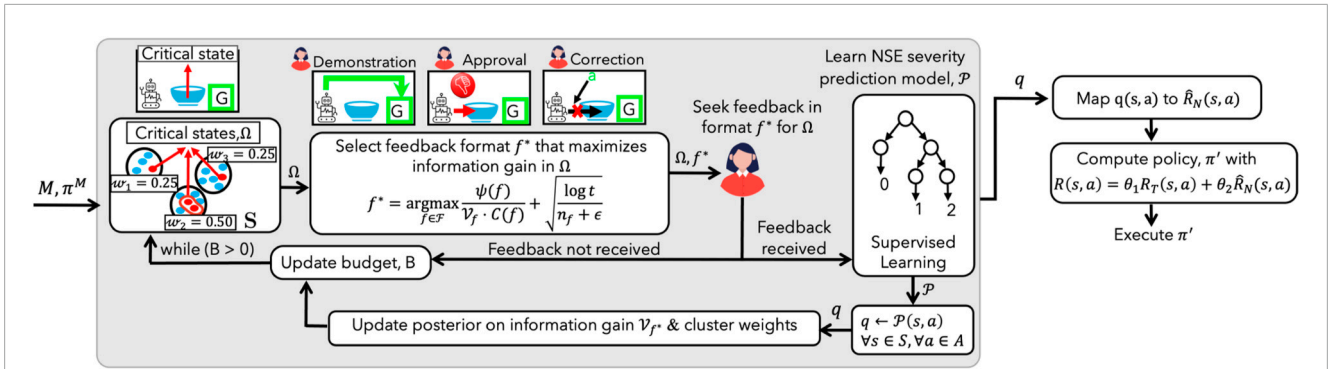 Critical state
G
Demonstration
G
Approval
G
Correction
a
G
Learn NSE severity
prediction model, 𝒫
Critical states,Ω
w₃ = 0.25
w₁ = 0.25
w₂ = 0.50
S
M, π^M
Ω
Select feedback format f* that maximizes
information gain in Ω
f* = argmax_{f∈ℱ} ψ(f) / (𝒱_f · C(f)) + √(log t / (n_f + ϵ))
Ω, f*
Seek feedback in
format f* for Ω
0
1
2
Supervised
Learning
q
Map q(s, a) to R̂_N(s, a)
Compute policy, π′ with
R(s, a) = θ₁R_T(s, a) + θ₂R̂_N(s, a)
Execute π′
while (B > 0)
Update budget, B
Feedback not received
Feedback
received
𝒫
q ← 𝒫(s, a)
∀s ∈ S, ∀a ∈ A
q
Update posterior on information gain 𝒱_{f*} & cluster weights